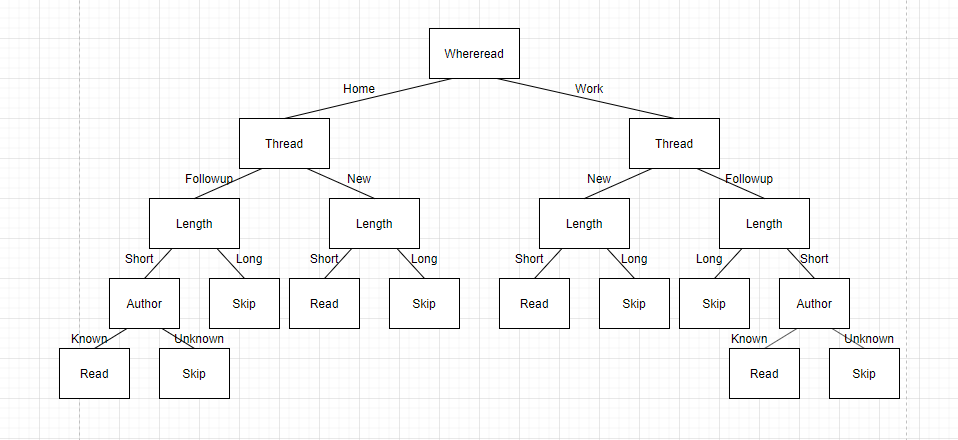 Whereread
Home
Work
Thread
Thread
Followup
New
New
Followup
Length
Length
Length
Length
Short
Long
Short
Long
Short
Long
Long
Short
Author
Skip
Read
Skip
Read
Skip
Skip
Author
Known
Unknown
Known
Unknown
Read
Skip
Read
Skip